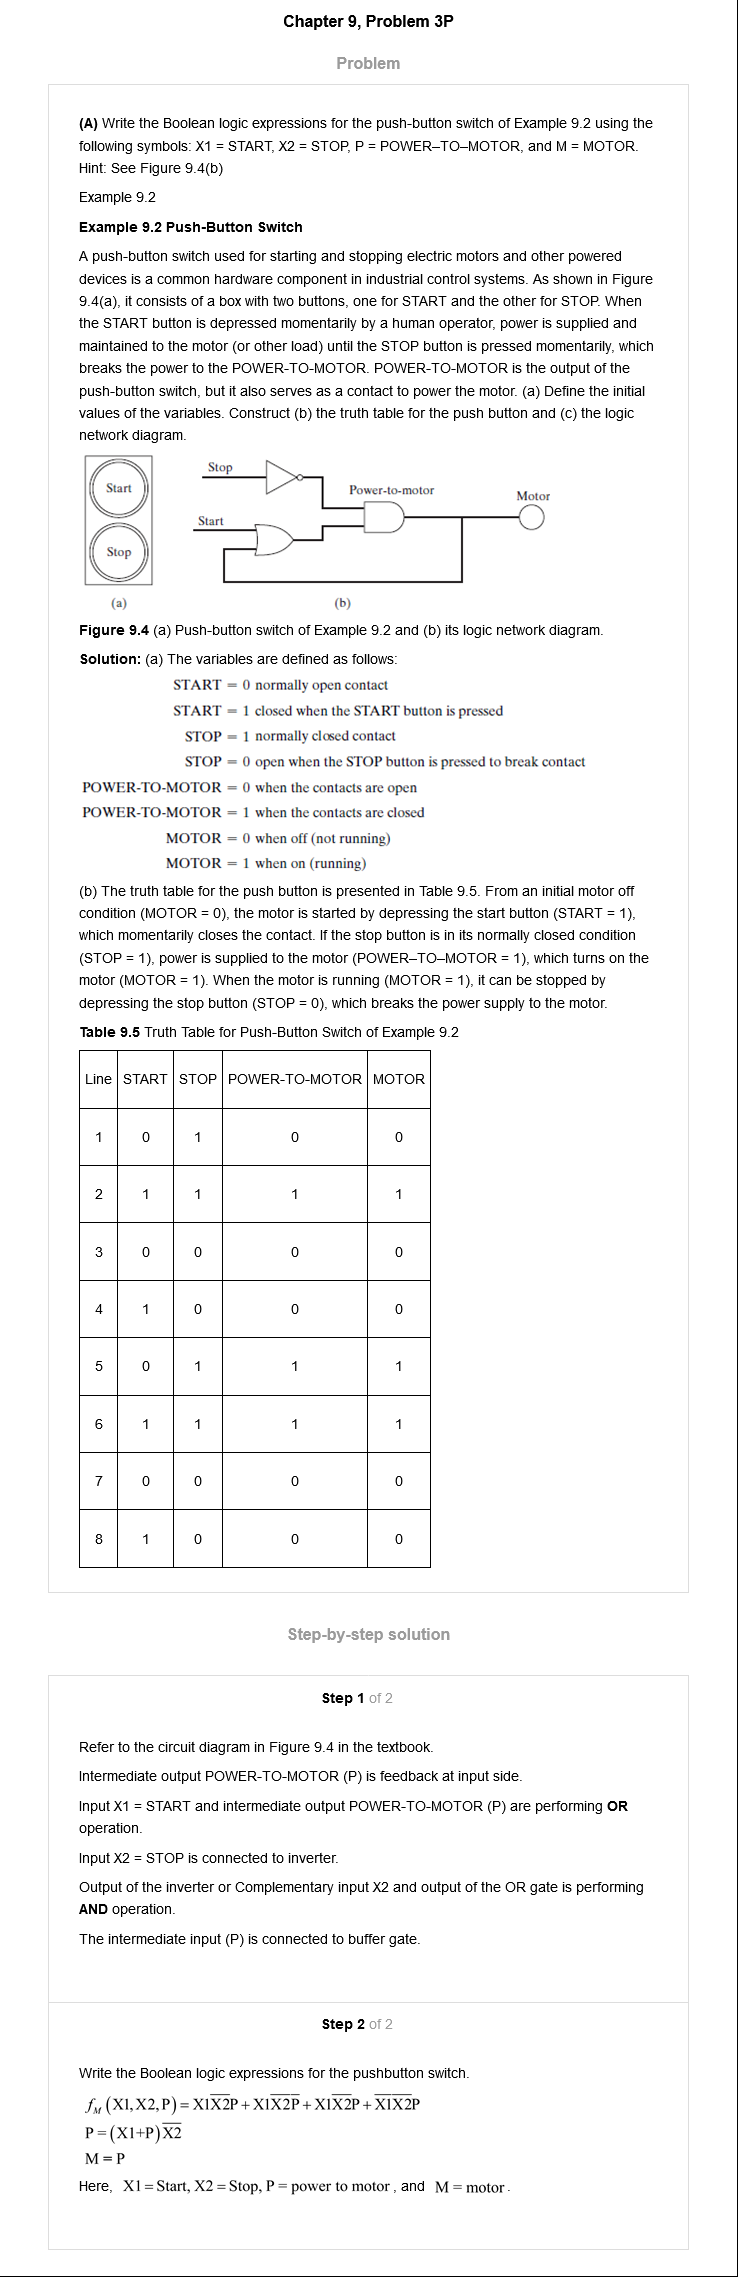 Chapter 9, Problem 3P
Problem
(A) Write the Boolean logic expressions for the push-button switch of Example 9.2 using the
following symbols: X1 = START, X2 = STOP, P = POWER–TO–MOTOR, and M = MOTOR.
Hint: See Figure 9.4(b)
Example 9.2
Example 9.2 Push-Button Switch
A push-button switch used for starting and stopping electric motors and other powered
devices is a common hardware component in industrial control systems. As shown in Figure
9.4(a), it consists of a box with two buttons, one for START and the other for STOP. When
the START button is depressed momentarily by a human operator, power is supplied and
maintained to the motor (or other load) until the STOP button is pressed momentarily, which
breaks the power to the POWER-TO-MOTOR. POWER-TO-MOTOR is the output of the
push-button switch, but it also serves as a contact to power the motor. (a) Define the initial
values of the variables. Construct (b) the truth table for the push button and (c) the logic
network diagram.
Start
Stop
(a)
Stop
Start
Power-to-motor
Motor
(b)
Figure 9.4 (a) Push-button switch of Example 9.2 and (b) its logic network diagram.
Solution: (a) The variables are defined as follows:
START = 0 normally open contact
START = 1 closed when the START button is pressed
STOP = 1 normally closed contact
STOP = 0 open when the STOP button is pressed to break contact
POWER-TO-MOTOR = 0 when the contacts are open
POWER-TO-MOTOR = 1 when the contacts are closed
MOTOR = 0 when off (not running)
MOTOR = 1 when on (running)
(b) The truth table for the push button is presented in Table 9.5. From an initial motor off
condition (MOTOR = 0), the motor is started by depressing the start button (START = 1),
which momentarily closes the contact. If the stop button is in its normally closed condition
(STOP = 1), power is supplied to the motor (POWER–TO–MOTOR = 1), which turns on the
motor (MOTOR = 1). When the motor is running (MOTOR = 1), it can be stopped by
depressing the stop button (STOP = 0), which breaks the power supply to the motor.
Table 9.5 Truth Table for Push-Button Switch of Example 9.2
Line START STOP POWER-TO-MOTOR MOTOR
1 0 1 0 0
2 1 1 1 1
3 0 0 0 0
4 1 0 0 0
5 0 1 1 1
6 1 1 1 1
7 0 0 0 0
8 1 0 0 0
Step-by-step solution
Step 1 of 2
Refer to the circuit diagram in Figure 9.4 in the textbook.
Intermediate output POWER-TO-MOTOR (P) is feedback at input side.
Input X1 = START and intermediate output POWER-TO-MOTOR (P) are performing OR
operation.
Input X2 = STOP is connected to inverter.
Output of the inverter or Complementary input X2 and output of the OR gate is performing
AND operation.
The intermediate input (P) is connected to buffer gate.
Step 2 of 2
Write the Boolean logic expressions for the pushbutton switch.
f_M (X1, X2, P) = X1X̅2̅P + X1X̅2̅P̅ + X1X̅2̅P + X̅1̅X̅2̅P
P = (X1+P)X̅2̅
M = P
Here, X1 = Start, X2 = Stop, P = power to motor , and M = motor .